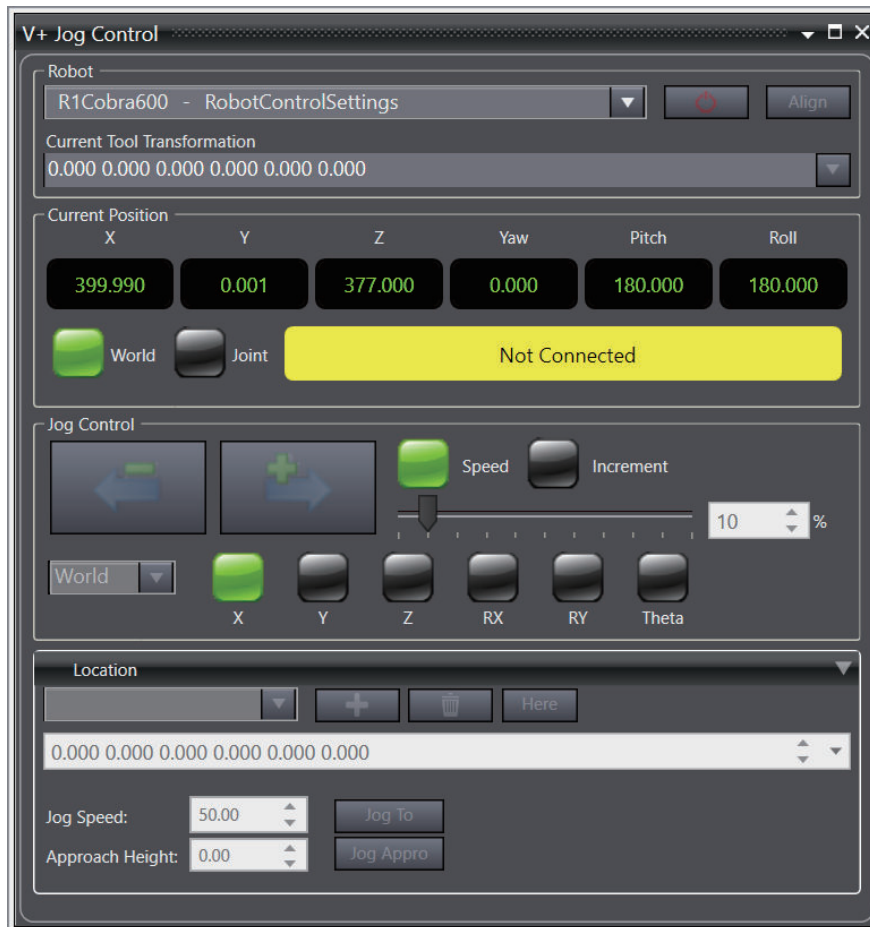 V+ Jog Control
Robot
R1Cobra600 - RobotControlSettings
Align
Current Tool Transformation
0.000 0.000 0.000 0.000 0.000 0.000
Current Position
X Y Z Yaw Pitch Roll
399.990 0.001 377.000 0.000 180.000 180.000
World Joint Not Connected
Jog Control
Speed Increment
10 %
World
X Y Z RX RY Theta
Location
Here
0.000 0.000 0.000 0.000 0.000 0.000
Jog Speed: 50.00 Jog To
Approach Height: 0.00 Jog Appro